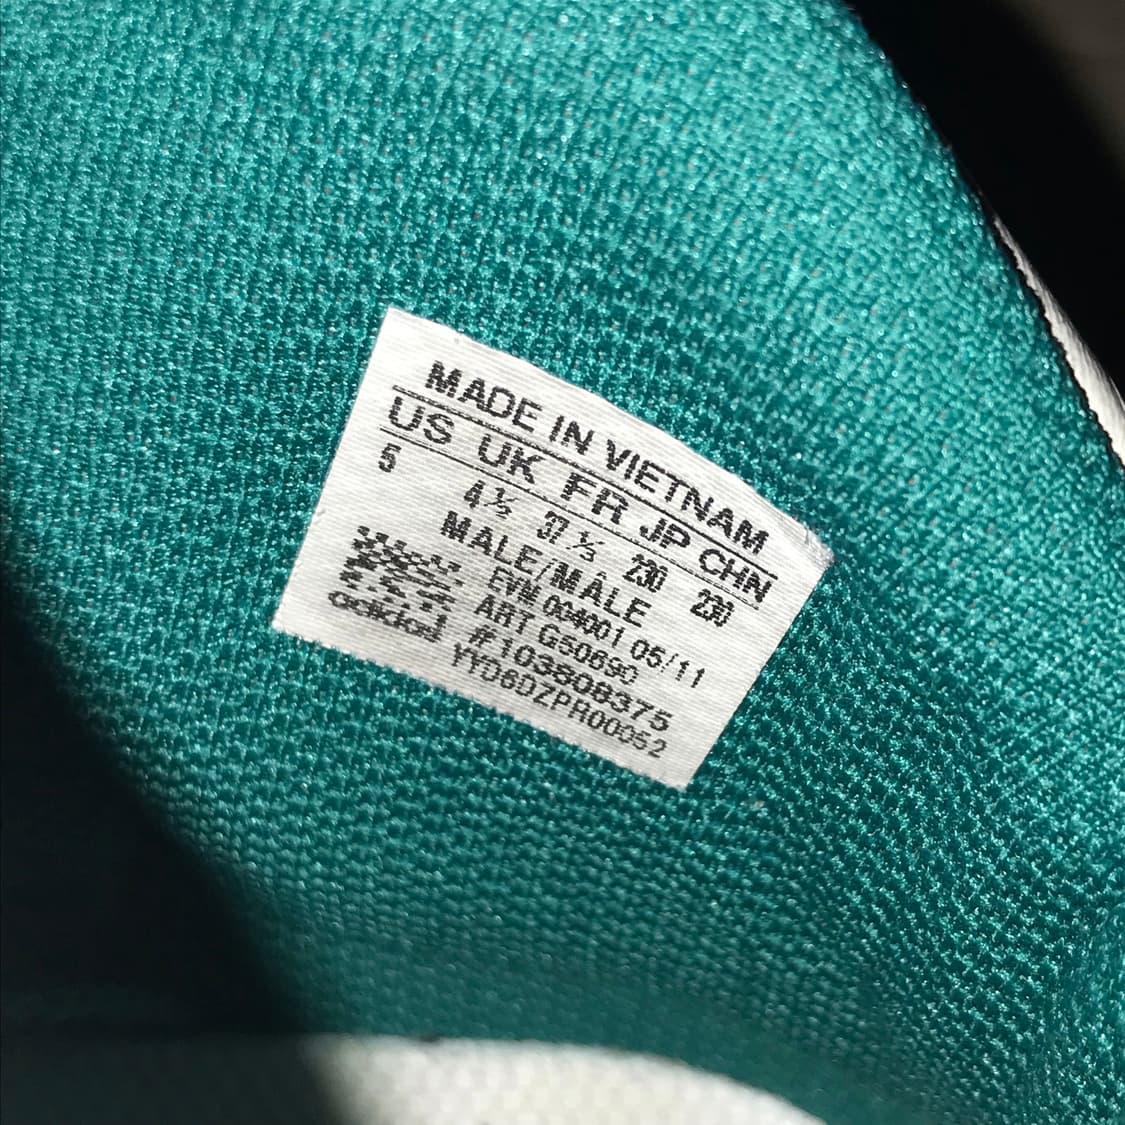 MADE IN VIETNAM
US UK FR JP CHN
5 4½ 37⅓ 230 230
MALE/MÂLE
EVM 004001 05/11
ART G50690
#103808375
YYD6DZPR00052
adidas